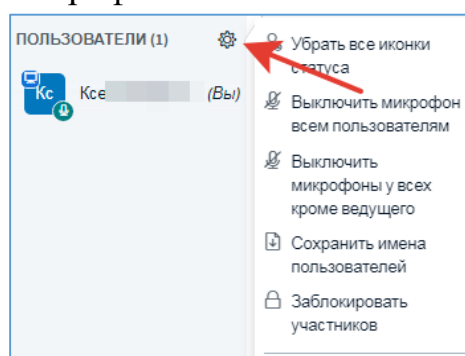 ПОЛЬЗОВАТЕЛИ (1)
Кс
Ксе
(Вы)
Убрать все иконки
статуса
Выключить микрофон
всем пользователям
Выключить
микрофоны у всех
кроме ведущего
Сохранить имена
пользователей
Заблокировать
участников